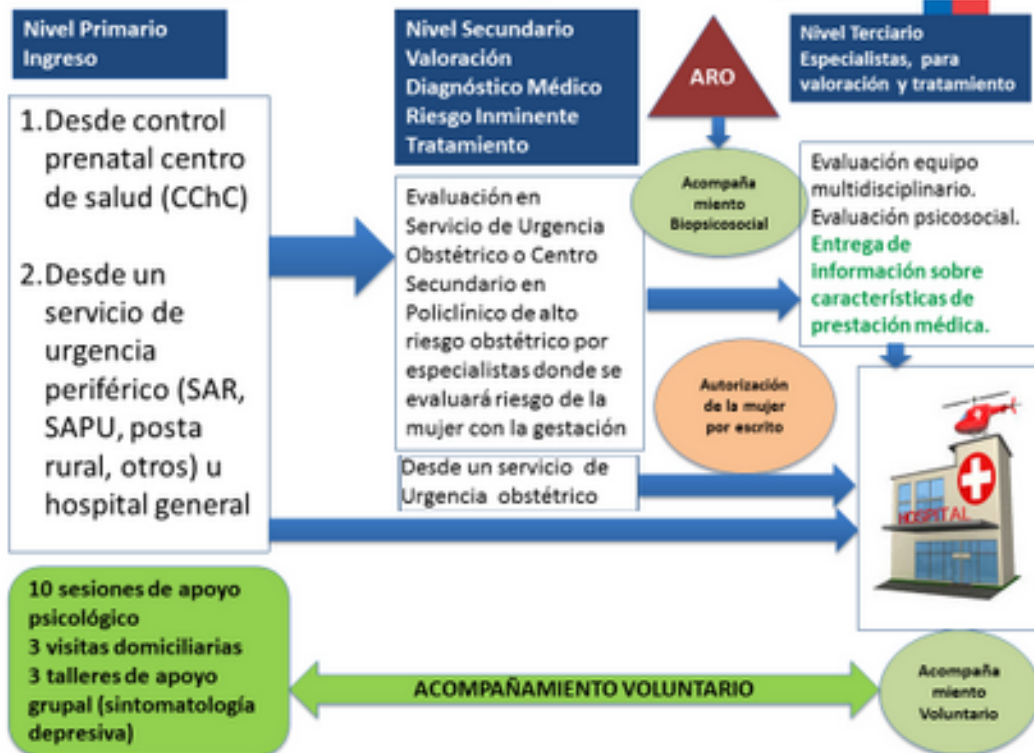 Nivel Primario
Ingreso
1.Desde control
prenatal centro
de salud (CChC)
2.Desde un
servicio de
urgencia
periférico (SAR,
SAPU, posta
rural, otros) u
hospital general
Nivel Secundario
Valoración
Diagnóstico Médico
Riesgo Inminente
Tratamiento
Evaluación en
Servicio de Urgencia
Obstétrico o Centro
Secundario en
Policlínico de alto
riesgo obstétrico por
especialistas donde se
evaluará riesgo de la
mujer con la gestación
Desde un servicio de
Urgencia obstétrico
ARO
Acompaña
miento
Biopsicosocial
Autorización
de la mujer
por escrito
Nivel Terciario
Especialistas, para
valoración y tratamiento
Evaluación equipo
multidisciplinario.
Evaluación psicosocial.
Entrega de
información sobre
características de
prestación médica.
HOSPITAL
10 sesiones de apoyo
psicológico
3 visitas domiciliarias
3 talleres de apoyo
grupal (sintomatología
depresiva)
ACOMPAÑAMIENTO VOLUNTARIO
Acompaña
miento
Voluntario